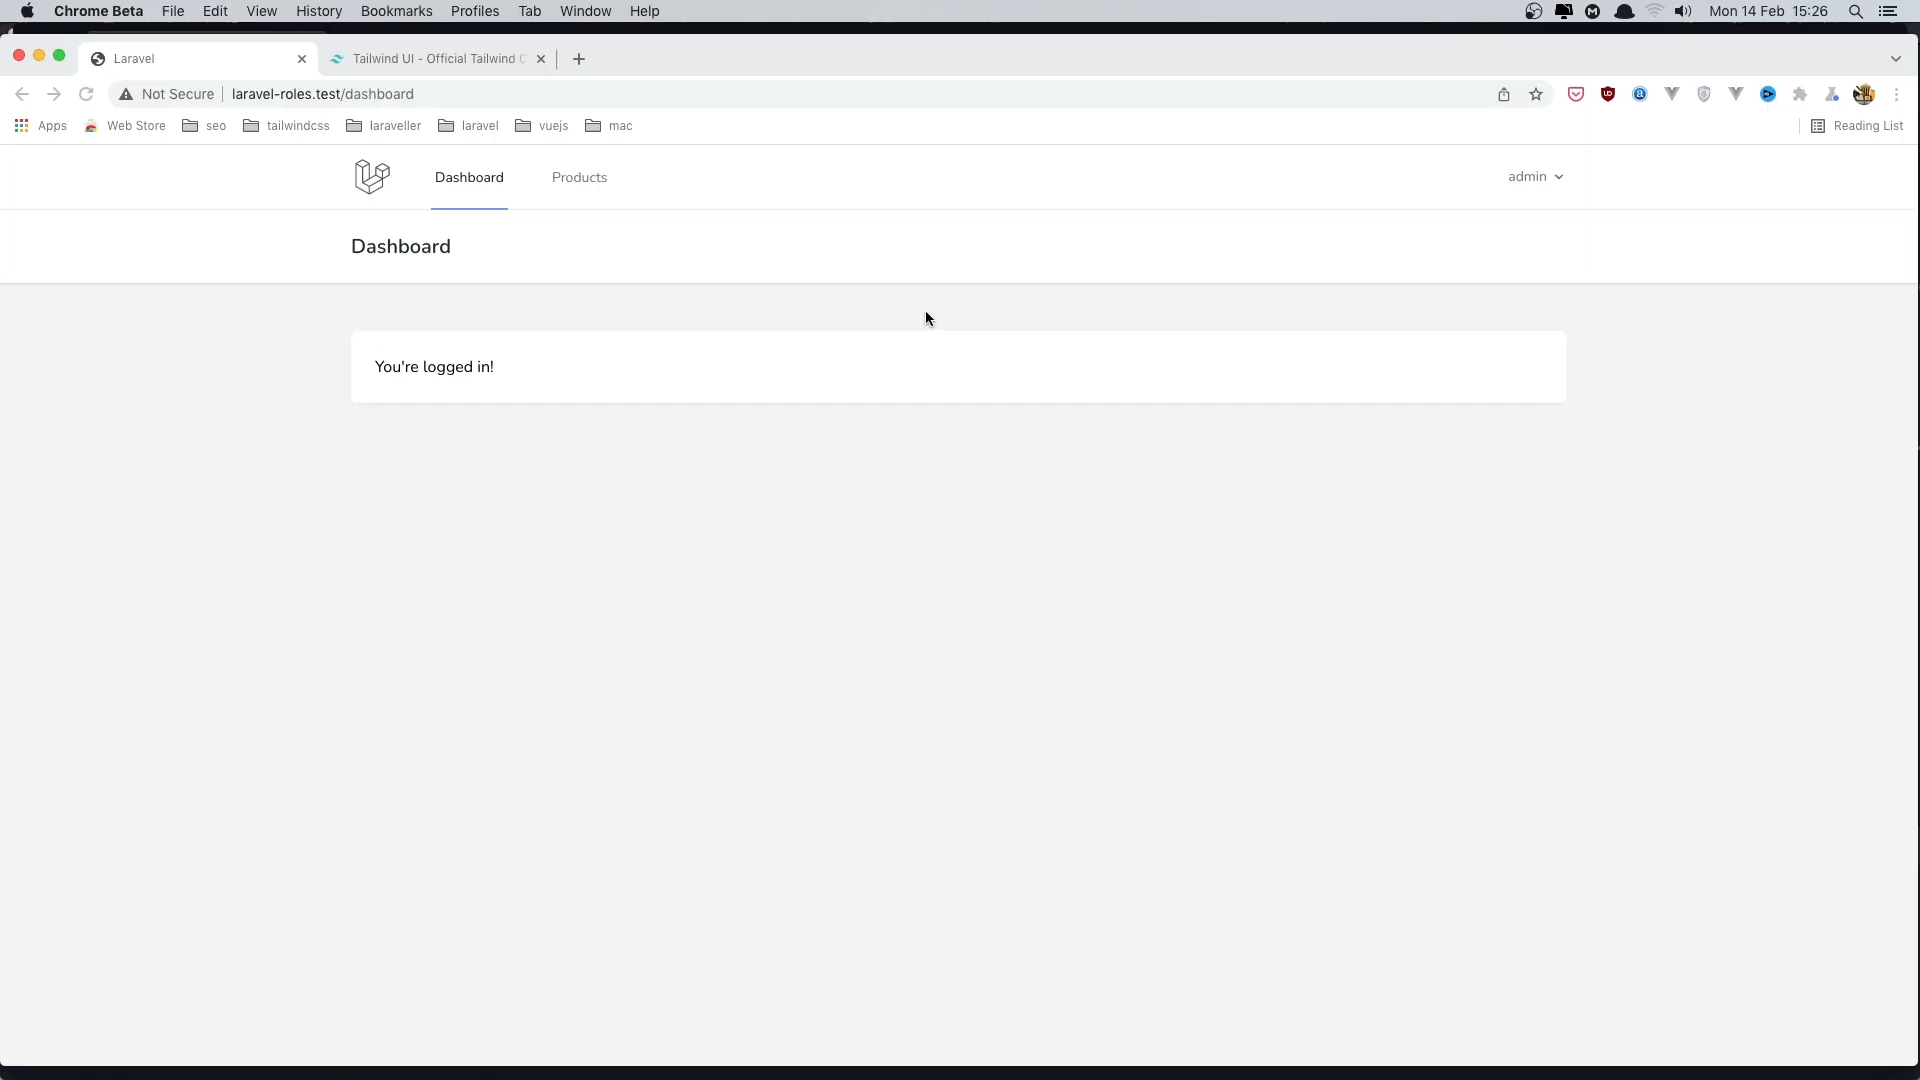 Chrome Beta File Edit View History Bookmarks Profiles Tab Window Help Mon 14 Feb 15:26
Laravel Tailwind UI - Official Tailwind C
Not Secure laravel-roles.test/dashboard
Apps Web Store seo tailwindcss laraveller laravel vuejs mac Reading List
Dashboard Products admin
Dashboard
You're logged in!